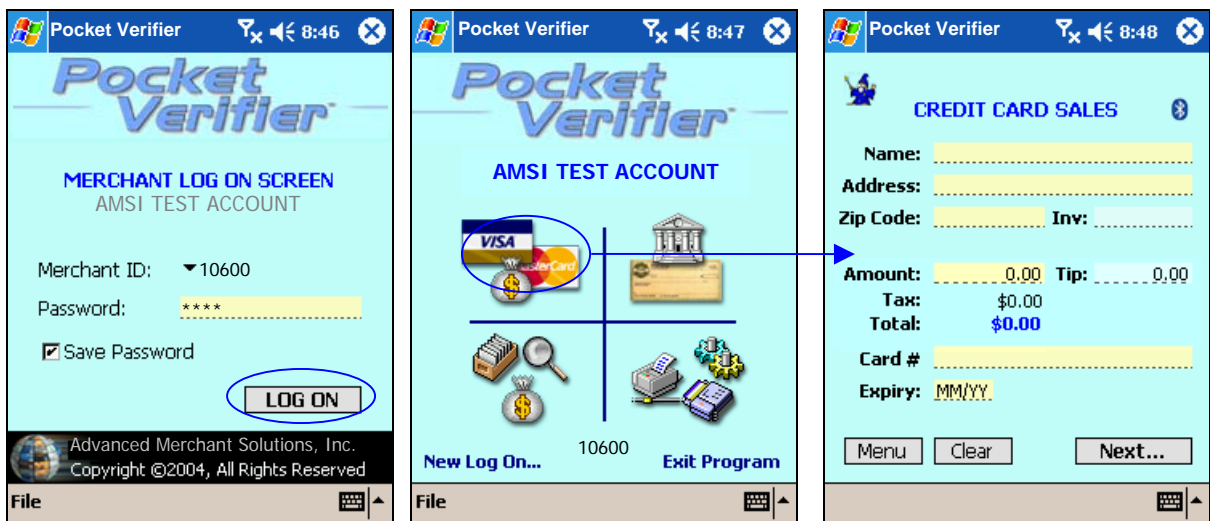 Pocket Verifier 8:46
Pocket
Verifier
MERCHANT LOG ON SCREEN
AMSI TEST ACCOUNT
Merchant ID: 10600
Password: ****
Save Password
LOG ON
Advanced Merchant Solutions, Inc.
Copyright ©2004, All Rights Reserved
File
Pocket Verifier 8:47
Pocket
Verifier
AMSI TEST ACCOUNT
VISA
MasterCard
$
$
10600
New Log On... Exit Program
File
Pocket Verifier 8:48
CREDIT CARD SALES
Name:
Address:
Zip Code: Inv:
Amount: 0.00 Tip: 0.00
Tax: $0.00
Total: $0.00
Card #
Expiry: MM/YY
Menu Clear Next...